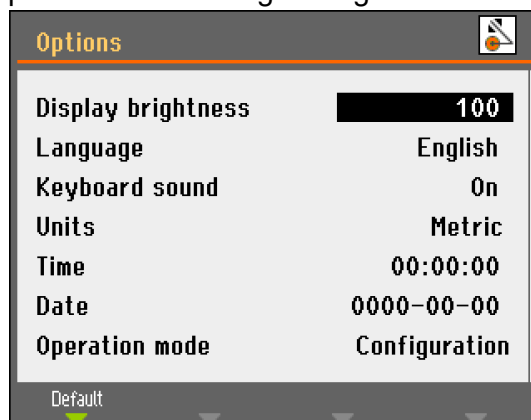 Options
Display brightness 100
Language English
Keyboard sound On
Units Metric
Time 00:00:00
Date 0000-00-00
Operation mode Configuration
Default